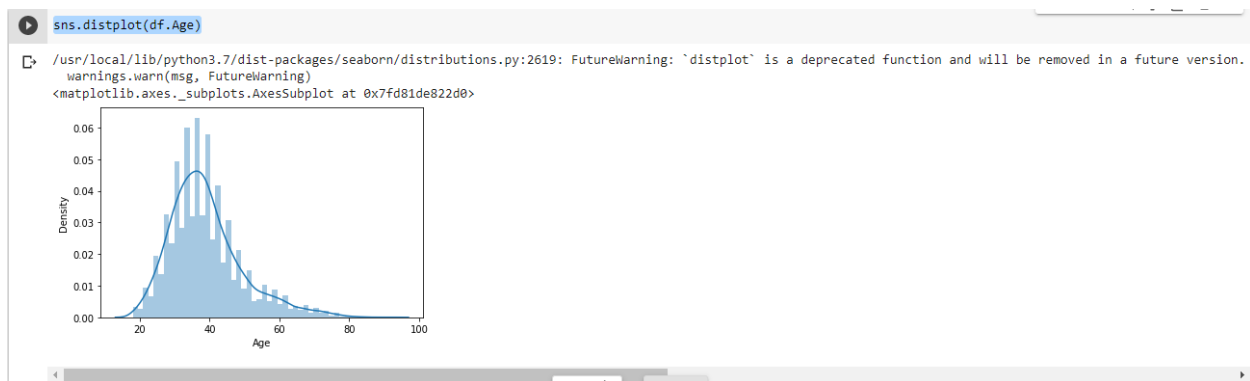 sns.distplot(df.Age)
/usr/local/lib/python3.7/dist-packages/seaborn/distributions.py:2619: FutureWarning: `distplot` is a deprecated function and will be removed in a future version.
warnings.warn(msg, FutureWarning)
<matplotlib.axes._subplots.AxesSubplot at 0x7fd81de822d0>
0.06
0.05
0.04
0.03
0.02
0.01
0.00
Density
20 40 60 80 100
Age